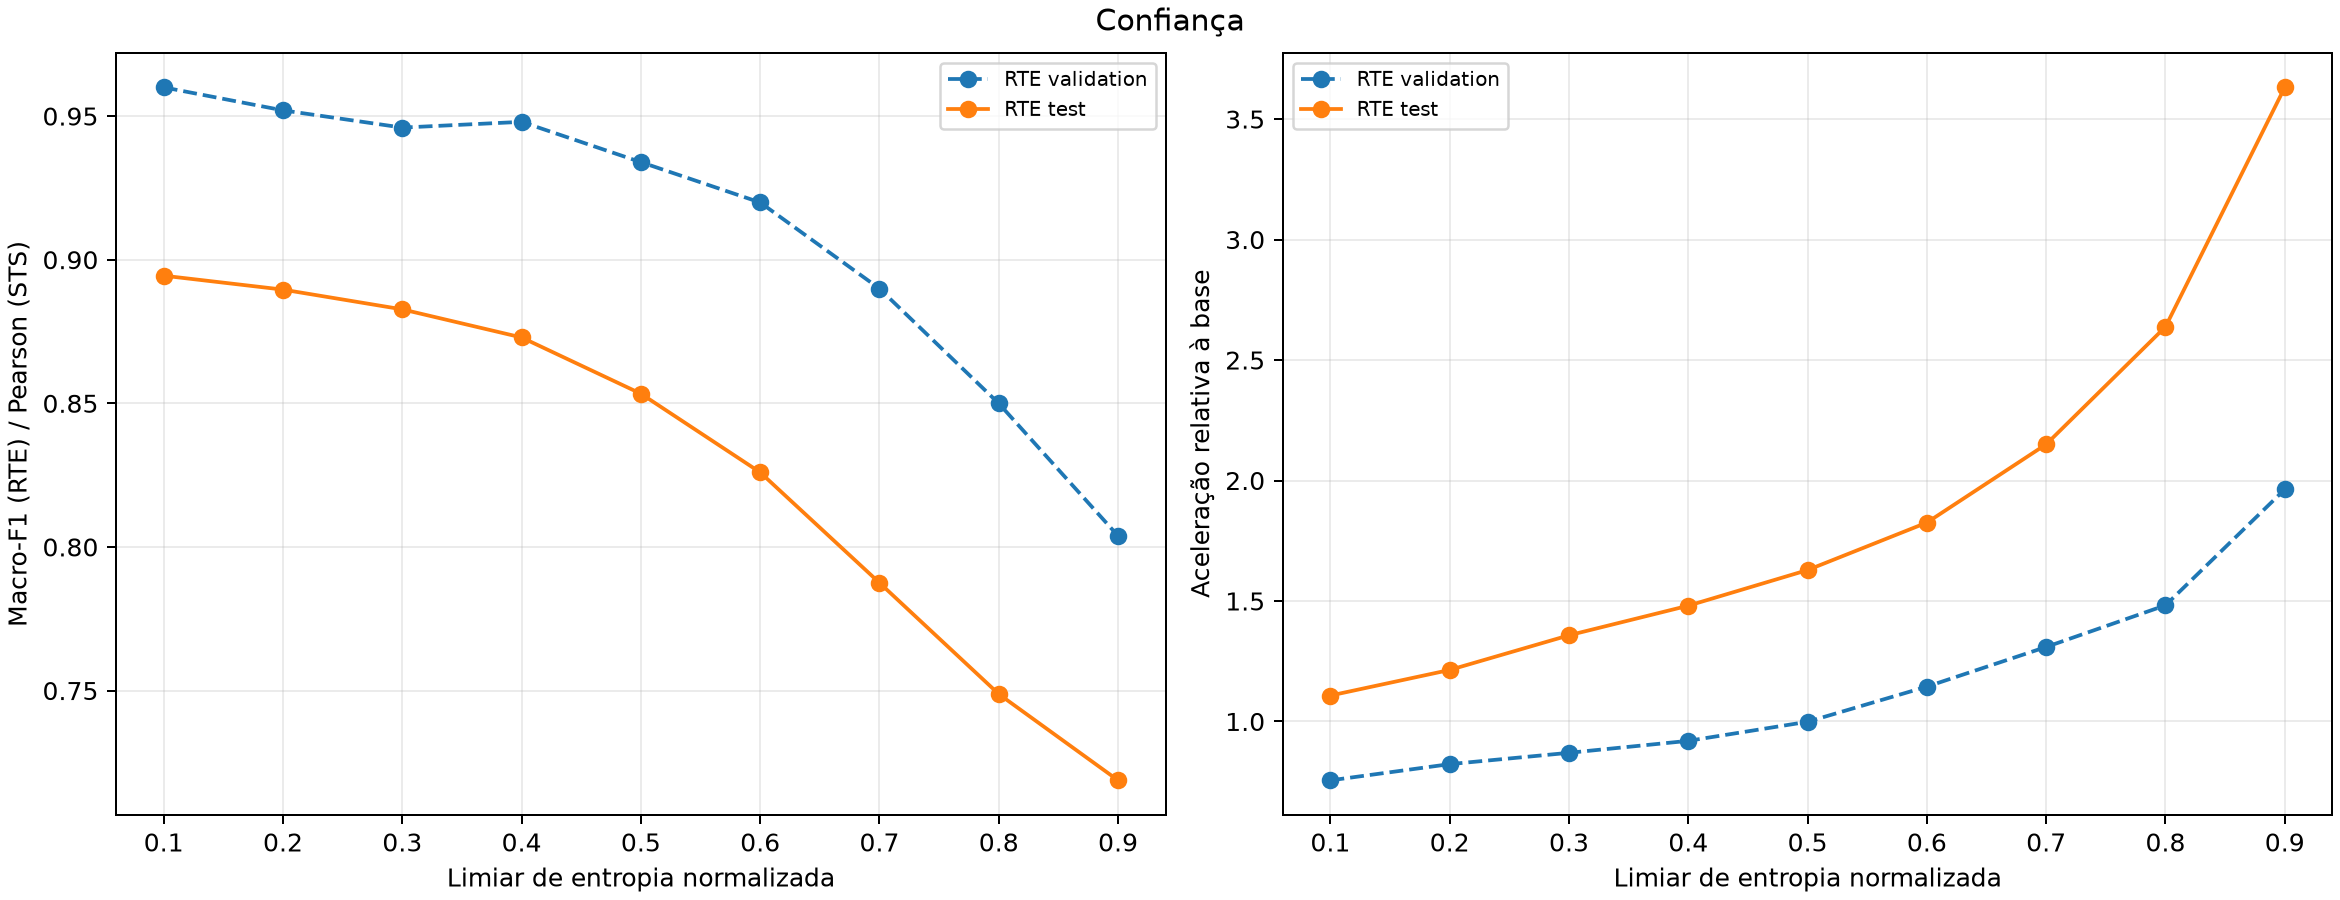 Confiança
Macro-F1 (RTE) / Pearson (STS)
0.95
0.90
0.85
0.80
0.75
RTE validation
RTE test
0.1 0.2 0.3 0.4 0.5 0.6 0.7 0.8 0.9
Limiar de entropia normalizada
Aceleração relativa à base
3.5
3.0
2.5
2.0
1.5
1.0
RTE validation
RTE test
0.1 0.2 0.3 0.4 0.5 0.6 0.7 0.8 0.9
Limiar de entropia normalizada